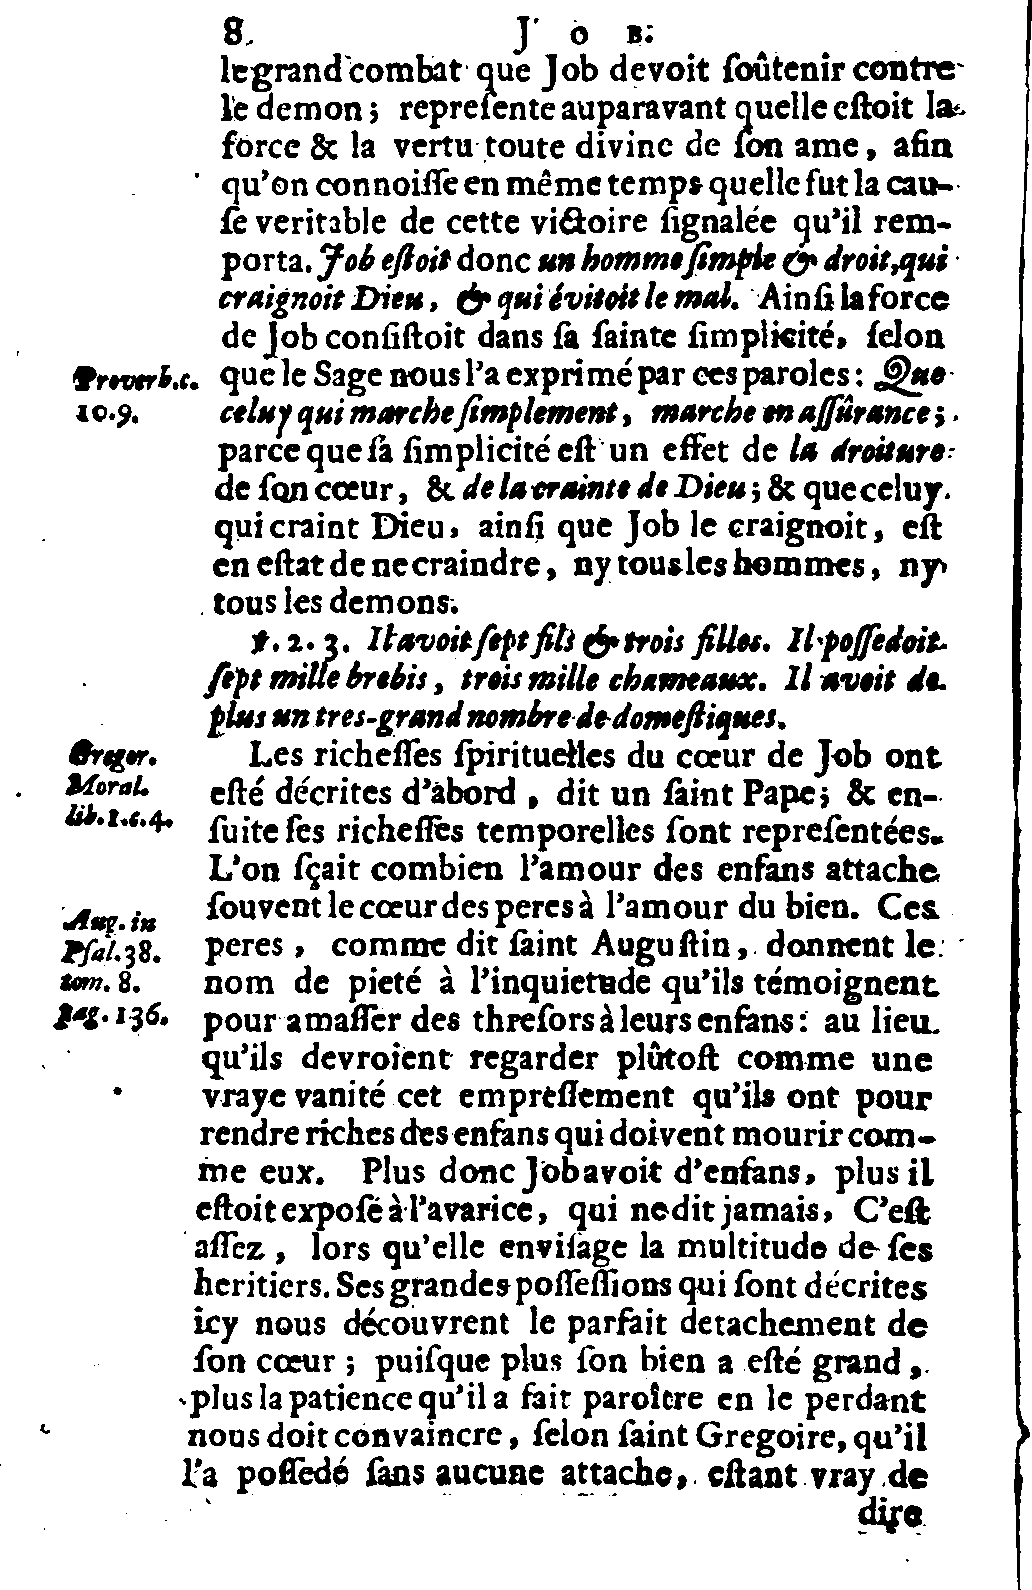 8. JOB.
le grand combat que Job devoit ſoûtenir contre
le demon; repreſente auparavant quelle eſtoit la
force & la vertu toute divine de ſon ame, afin
qu'on connoiſſe en même temps quelle fut la cau-
ſe veritable de cette victoire ſignalée qu'il rem-
porta. Job eſtoit donc un homme ſimple & droit, qui
craignoit Dieu, & qui évitoit le mal. Ainſi la force
de Job conſiſtoit dans ſa ſainte ſimplicité, ſelon
Proverb. c.
10. 9.
que le Sage nous l'a exprimé par ces paroles: Que
celuy qui marche ſimplement, marche en aſſûrance;
parce que ſa ſimplicité eſt un effet de la droiture
de ſon cœur, & de la crainte de Dieu; & que celuy
qui craint Dieu, ainſi que Job le craignoit, eſt
en eſtat de ne craindre, ny tous les hommes, ny
tous les demons.
℣. 2. 3. Il avoit ſept fils & trois filles. Il poſſedoit
ſept mille brebis, trois mille chameaux. Il avoit de
plus un tres-grand nombre de domeſtiques.
Greger.
Moral.
lib. 1. c. 4.
Les richeſſes ſpirituelles du cœur de Job ont
eſté décrites d'abord, dit un ſaint Pape; & en-
ſuite ſes richeſſes temporelles ſont repreſentées.
L'on ſçait combien l'amour des enfans attache
ſouvent le cœur des peres à l'amour du bien. Ces
Aug. in
Pſal. 38.
tom. 8.
pag. 136.
peres, comme dit ſaint Auguſtin, donnent le
nom de pieté à l'inquietude qu'ils témoignent
pour amaſſer des threſors à leurs enfans: au lieu
qu'ils devroient regarder plûtoſt comme une
vraye vanité cet empreſſement qu'ils ont pour
rendre riches des enfans qui doivent mourir com-
me eux. Plus donc Job avoit d'enfans, plus il
eſtoit expoſé à l'avarice, qui ne dit jamais, C'eſt
aſſez, lors qu'elle enviſage la multitude de ſes
heritiers. Ses grandes poſſeſſions qui ſont décrites
icy nous découvrent le parfait detachement de
ſon cœur; puiſque plus ſon bien a eſté grand,
plus la patience qu'il a fait paroître en le perdant
nous doit convaincre, ſelon ſaint Gregoire, qu'il
l'a poſſedé ſans aucune attache, eſtant vray de
dire